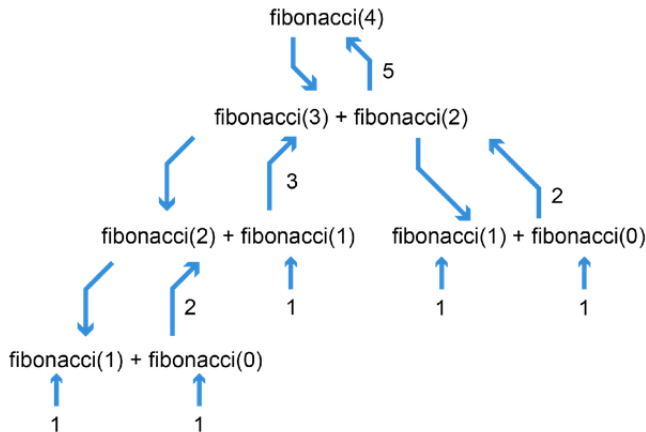 fibonacci(4)
5
fibonacci(3) + fibonacci(2)
3
2
fibonacci(2) + fibonacci(1)
fibonacci(1) + fibonacci(0)
2
1
1
1
fibonacci(1) + fibonacci(0)
1
1